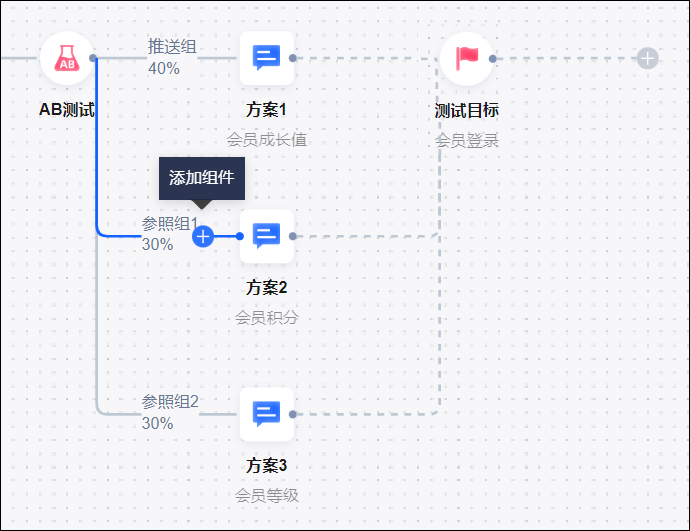 推送组
40%
AB
AB测试
方案1
会员成长值
测试目标
会员登录
添加组件
参照组1
30%
方案2
会员积分
参照组2
30%
方案3
会员等级